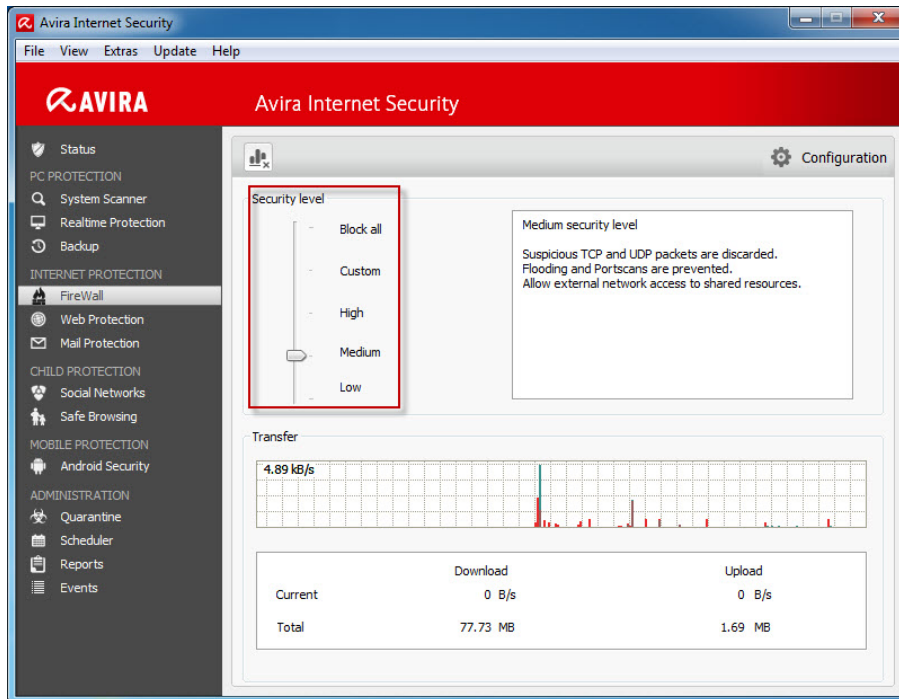 Avira Internet Security
File View Extras Update Help
AVIRA
Avira Internet Security
Status
PC PROTECTION
System Scanner
Realtime Protection
Backup
INTERNET PROTECTION
FireWall
Web Protection
Mail Protection
CHILD PROTECTION
Social Networks
Safe Browsing
MOBILE PROTECTION
Android Security
ADMINISTRATION
Quarantine
Scheduler
Reports
Events
Configuration
Security level
Block all
Custom
High
Medium
Low
Medium security level
Suspicious TCP and UDP packets are discarded.
Flooding and Portscans are prevented.
Allow external network access to shared resources.
Transfer
4.89 kB/s
Download Upload
Current 0 B/s 0 B/s
Total 77.73 MB 1.69 MB